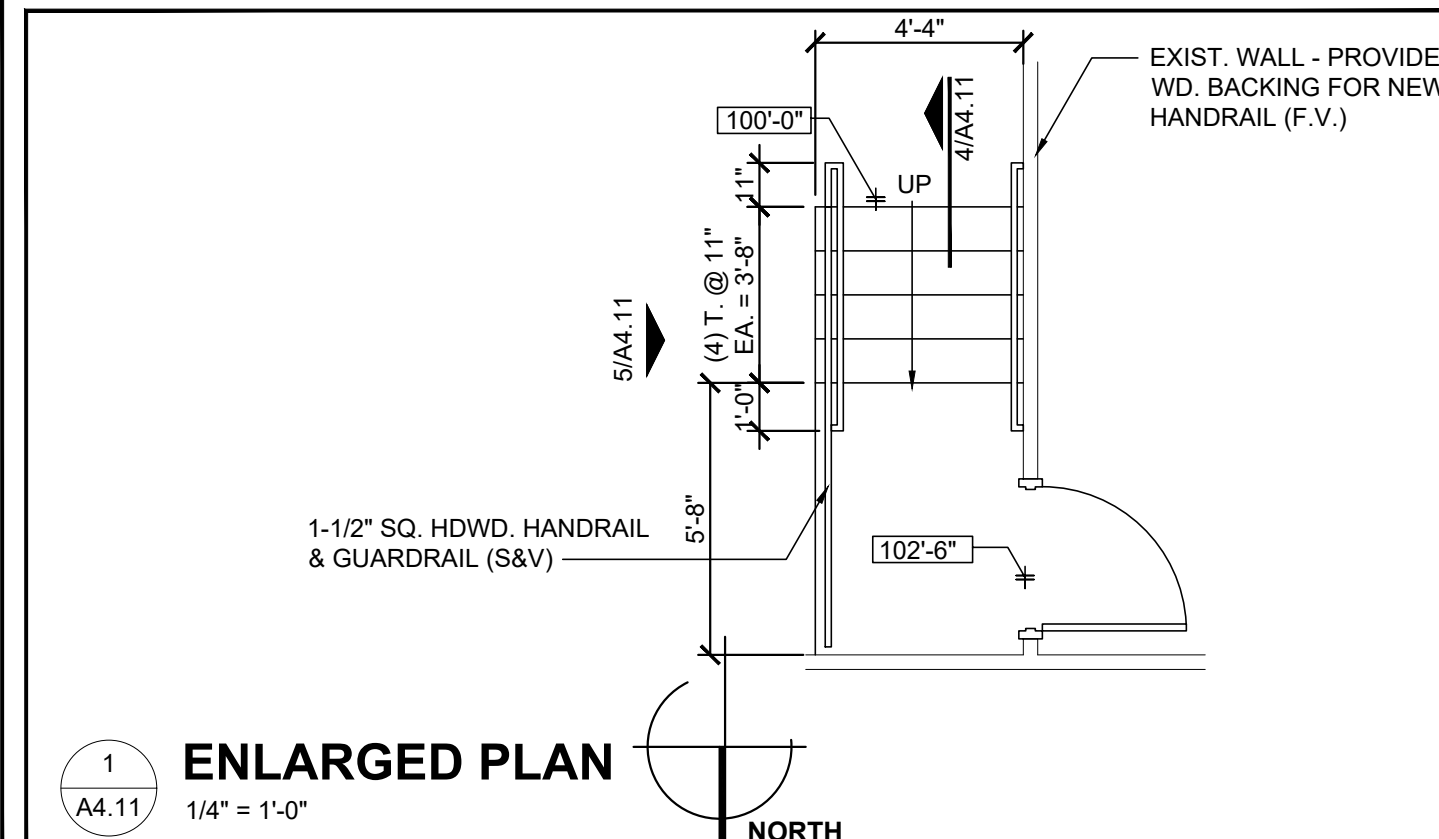 4'-4"
EXIST. WALL - PROVIDE
WD. BACKING FOR NEW
HANDRAIL (F.V.)
100'-0"
4/A4.11
UP
11"
(4) T. @ 11"
EA. = 3'-8"
5/A4.11
1'-0"
5'-8"
1-1/2" SQ. HDWD. HANDRAIL
& GUARDRAIL (S&V)
102'-6"
1
A4.11
ENLARGED PLAN
1/4" = 1'-0"
NORTH